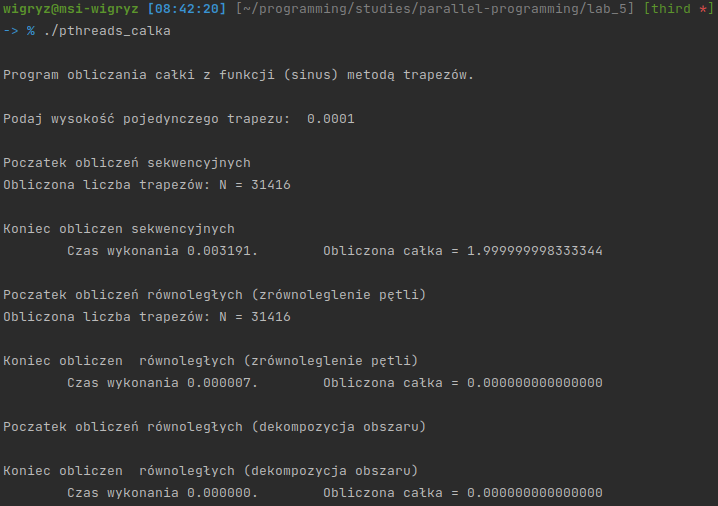 wigryz@msi-wigryz [08:42:20] [~/programming/studies/parallel-programming/lab_5] [third *]
-> % ./pthreads_calka
Program obliczania całki z funkcji (sinus) metodą trapezów.
Podaj wysokość pojedynczego trapezu:  0.0001
Poczatek obliczeń sekwencyjnych
Obliczona liczba trapezów: N = 31416
Koniec obliczen sekwencyjnych
        Czas wykonania 0.003191.        Obliczona całka = 1.999999998333344
Poczatek obliczeń równoległych (zrównoleglenie pętli)
Obliczona liczba trapezów: N = 31416
Koniec obliczen  równoległych (zrównoleglenie pętli)
        Czas wykonania 0.000007.        Obliczona całka = 0.000000000000000
Poczatek obliczeń równoległych (dekompozycja obszaru)
Koniec obliczen  równoległych (dekompozycja obszaru)
        Czas wykonania 0.000000.        Obliczona całka = 0.000000000000000